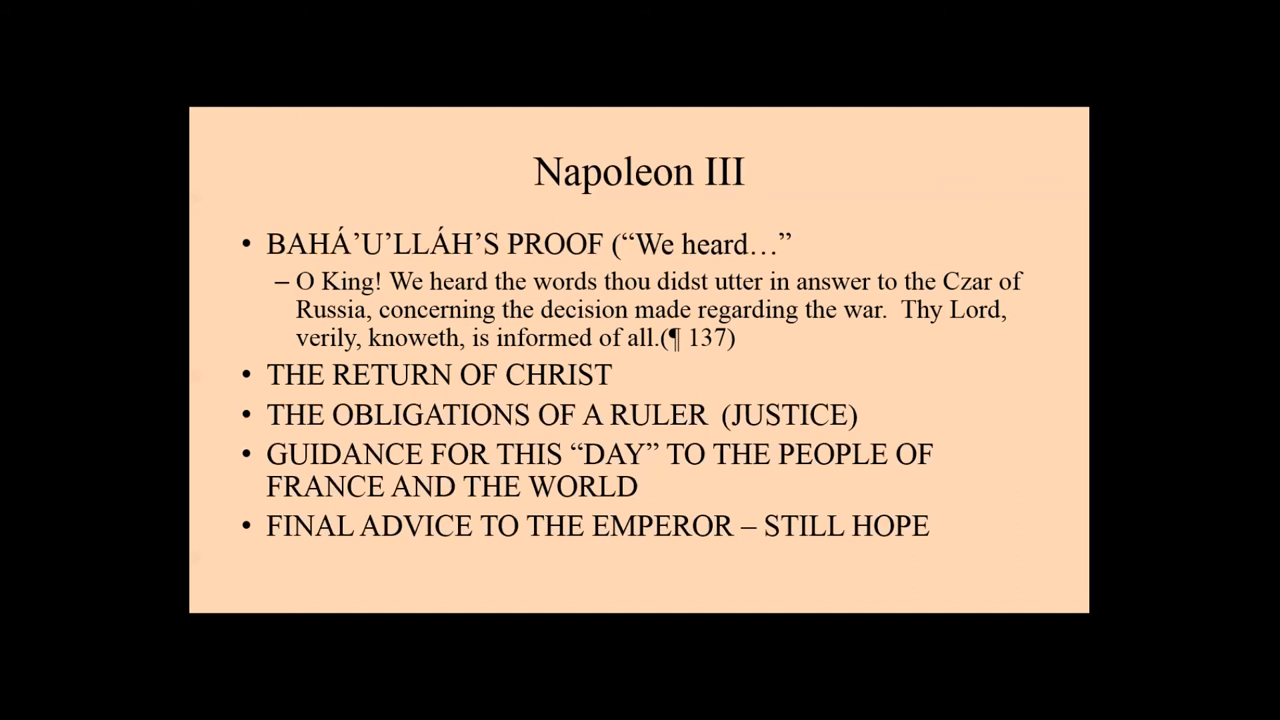 Napoleon III
• BAHÁ’U’LLÁH’S PROOF (“We heard…”
– O King! We heard the words thou didst utter in answer to the Czar of
Russia, concerning the decision made regarding the war.  Thy Lord,
verily, knoweth, is informed of all.(¶ 137)
• THE RETURN OF CHRIST
• THE OBLIGATIONS OF A RULER  (JUSTICE)
• GUIDANCE FOR THIS “DAY” TO THE PEOPLE OF
FRANCE AND THE WORLD
• FINAL ADVICE TO THE EMPEROR – STILL HOPE